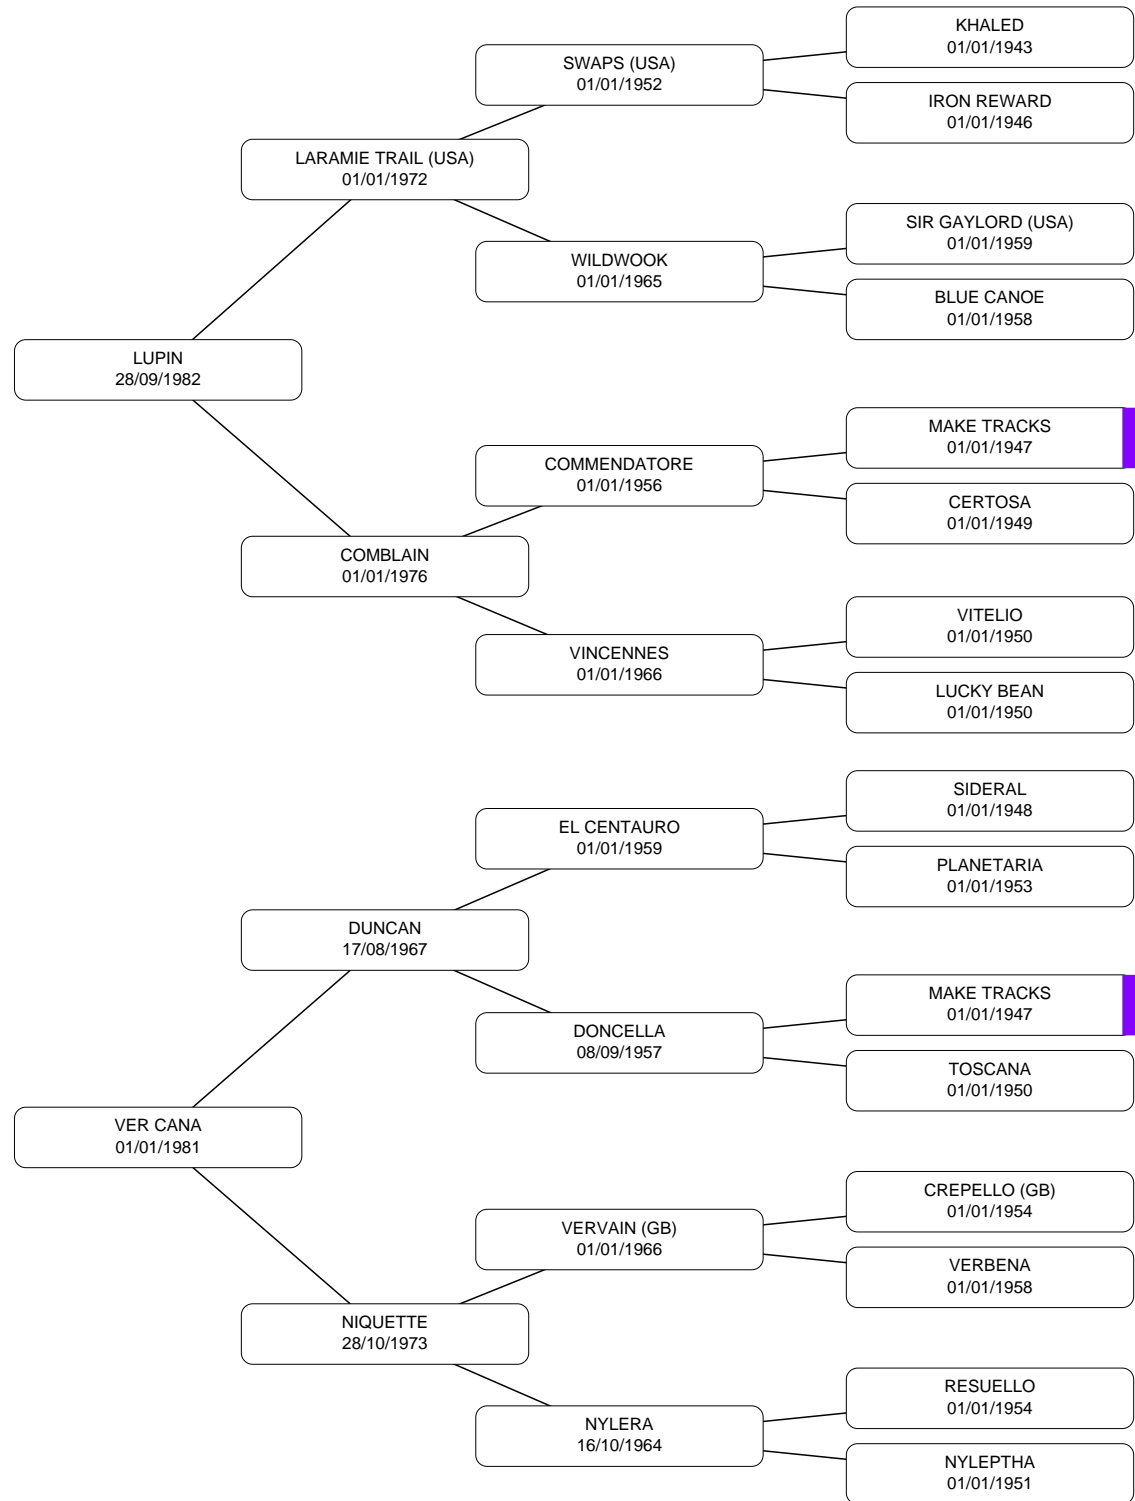 KHALED
01/01/1943
SWAPS (USA)
01/01/1952
IRON REWARD
01/01/1946
LARAMIE TRAIL (USA)
01/01/1972
SIR GAYLORD (USA)
01/01/1959
WILDWOOK
01/01/1965
BLUE CANOE
01/01/1958
LUPIN
28/09/1982
MAKE TRACKS
01/01/1947
COMMENDATORE
01/01/1956
CERTOSA
01/01/1949
COMBLAIN
01/01/1976
VITELIO
01/01/1950
VINCENNES
01/01/1966
LUCKY BEAN
01/01/1950
SIDERAL
01/01/1948
EL CENTAURO
01/01/1959
PLANETARIA
01/01/1953
DUNCAN
17/08/1967
MAKE TRACKS
01/01/1947
DONCELLA
08/09/1957
TOSCANA
01/01/1950
VER CANA
01/01/1981
CREPELLO (GB)
01/01/1954
VERVAIN (GB)
01/01/1966
VERBENA
01/01/1958
NIQUETTE
28/10/1973
RESUELLO
01/01/1954
NYLERA
16/10/1964
NYLEPTHA
01/01/1951